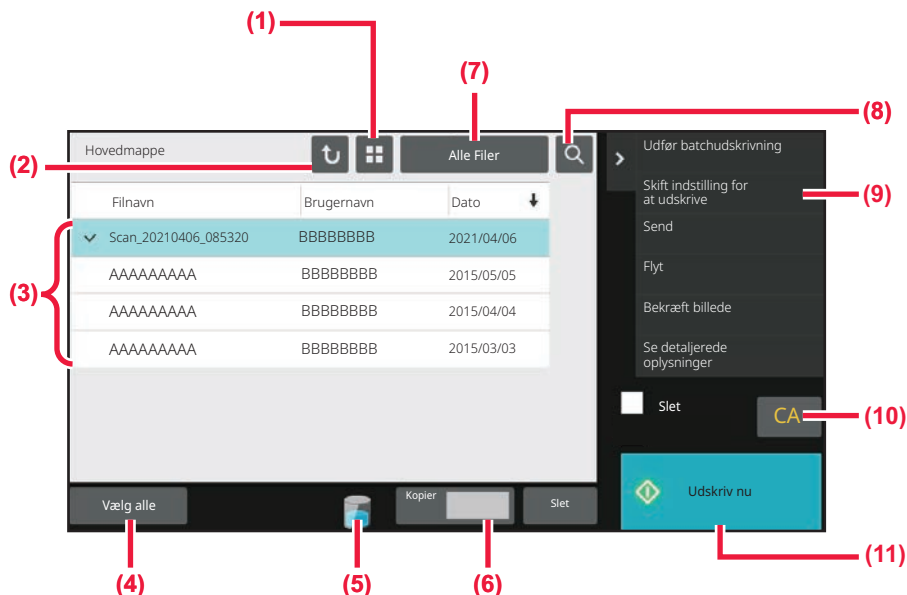 (1)
(7)
(8)
(2)
Hovedmappe
Alle Filer
Udfør batchudskrivning
Skift indstilling for
at udskrive
(9)
Send
Flyt
Bekræft billede
Se detaljerede
oplysninger
Filnavn Brugernavn Dato
(3)
Scan_20210406_085320 BBBBBBBB 2021/04/06
AAAAAAAAA BBBBBBBB 2015/05/05
AAAAAAAAA BBBBBBBB 2015/04/04
AAAAAAAAA BBBBBBBB 2015/03/03
Slet
CA
(10)
Vælg alle
Kopier
Slet
Udskriv nu
(11)
(4)
(5)
(6)